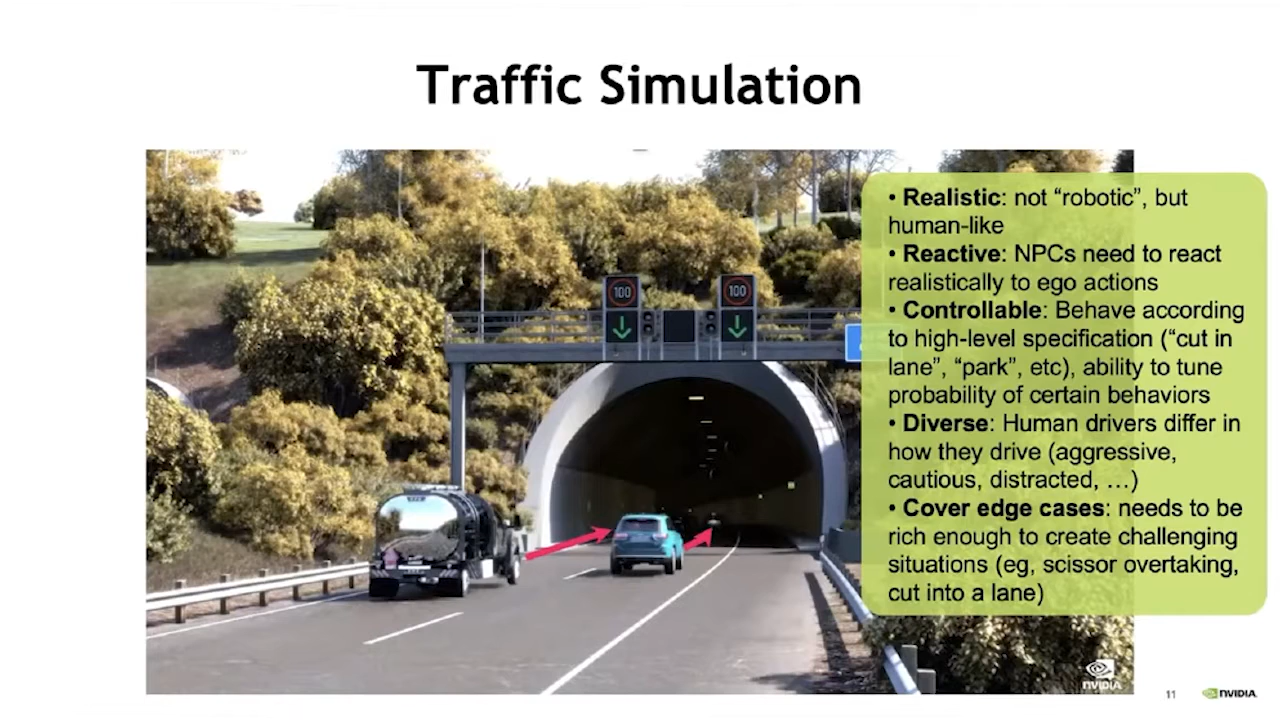 Traffic Simulation
100
100
• Realistic: not “robotic”, but
human-like
• Reactive: NPCs need to react
realistically to ego actions
• Controllable: Behave according
to high-level specification (“cut in
lane”, “park”, etc), ability to tune
probability of certain behaviors
• Diverse: Human drivers differ in
how they drive (aggressive,
cautious, distracted, …)
• Cover edge cases: needs to be
rich enough to create challenging
situations (eg, scissor overtaking,
cut into a lane)
NVIDIA
11
NVIDIA